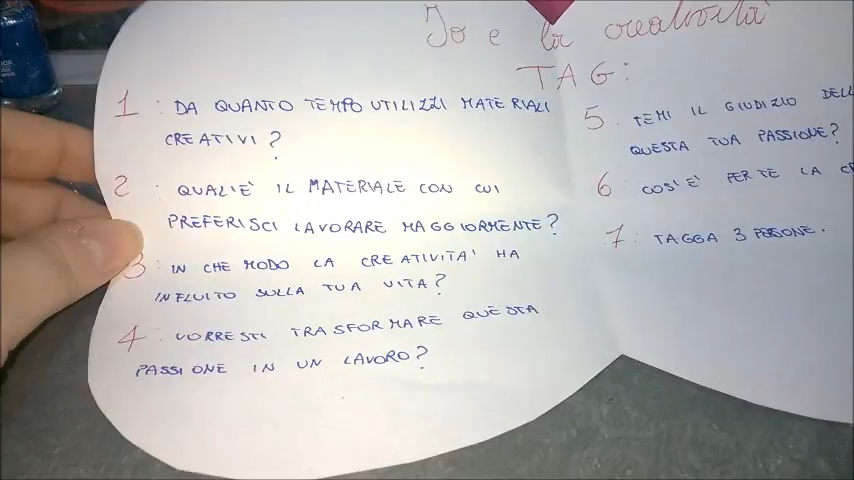 Io e la creatività
TAG:
1 : DA QUANTO TEMPO UTILIZZI MATERIALI
CREATIVI?
2 : QUAL'E' IL MATERIALE CON CUI
PREFERISCI LAVORARE MAGGIORMENTE?
3 : IN CHE MODO LA CREATIVITA' HA
INFLUITO SULLA TUA VITA?
4 : VORRESTI TRASFORMARE QUESTA
PASSIONE IN UN LAVORO?
5 . TEMI IL GIUDIZIO
QUESTA TUA PASSIONE?
6 : COS'E' PER TE LA
7 : TAGGA 3 PERSONE.